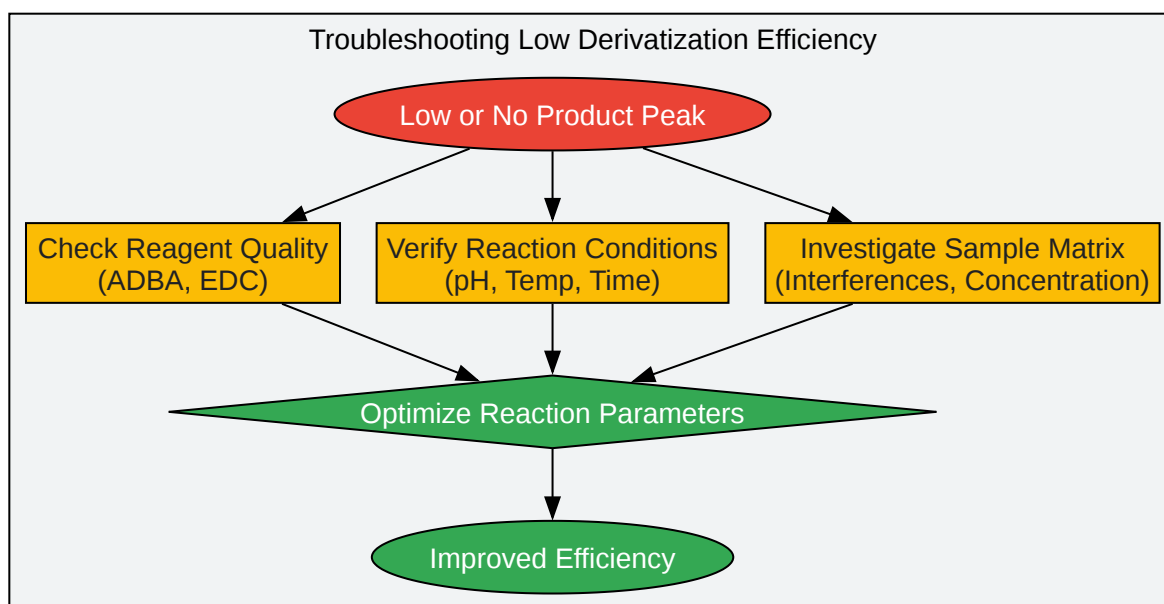 Troubleshooting Low Derivatization Efficiency
Low or No Product Peak
Check Reagent Quality
(ADBA, EDC)
Verify Reaction Conditions
(pH, Temp, Time)
Investigate Sample Matrix
(Interferences, Concentration)
Optimize Reaction Parameters
Improved Efficiency